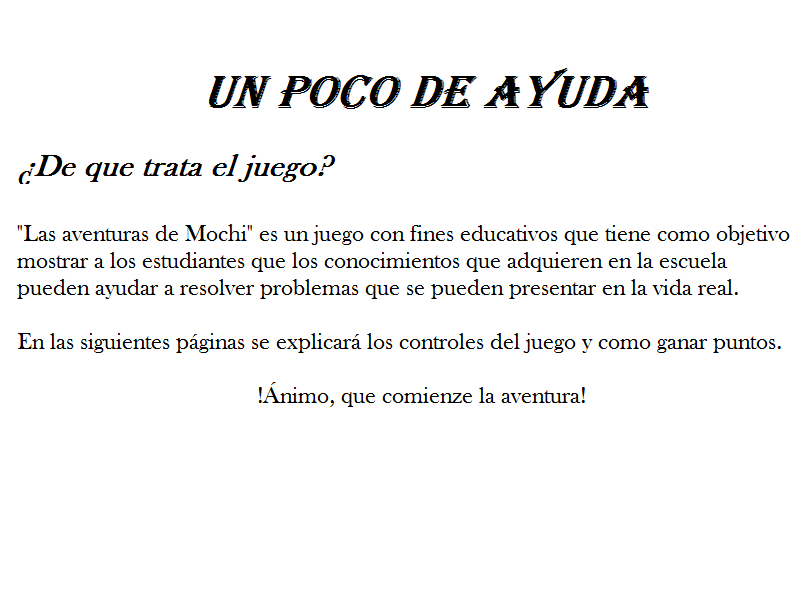 UN POCO DE AYUDA
¿De que trata el juego?
"Las aventuras de Mochi" es un juego con fines educativos que tiene como objetivo
mostrar a los estudiantes que los conocimientos que adquieren en la escuela
pueden ayudar a resolver problemas que se pueden presentar en la vida real.
En las siguientes páginas se explicará los controles del juego y como ganar puntos.
!Ánimo, que comienze la aventura!